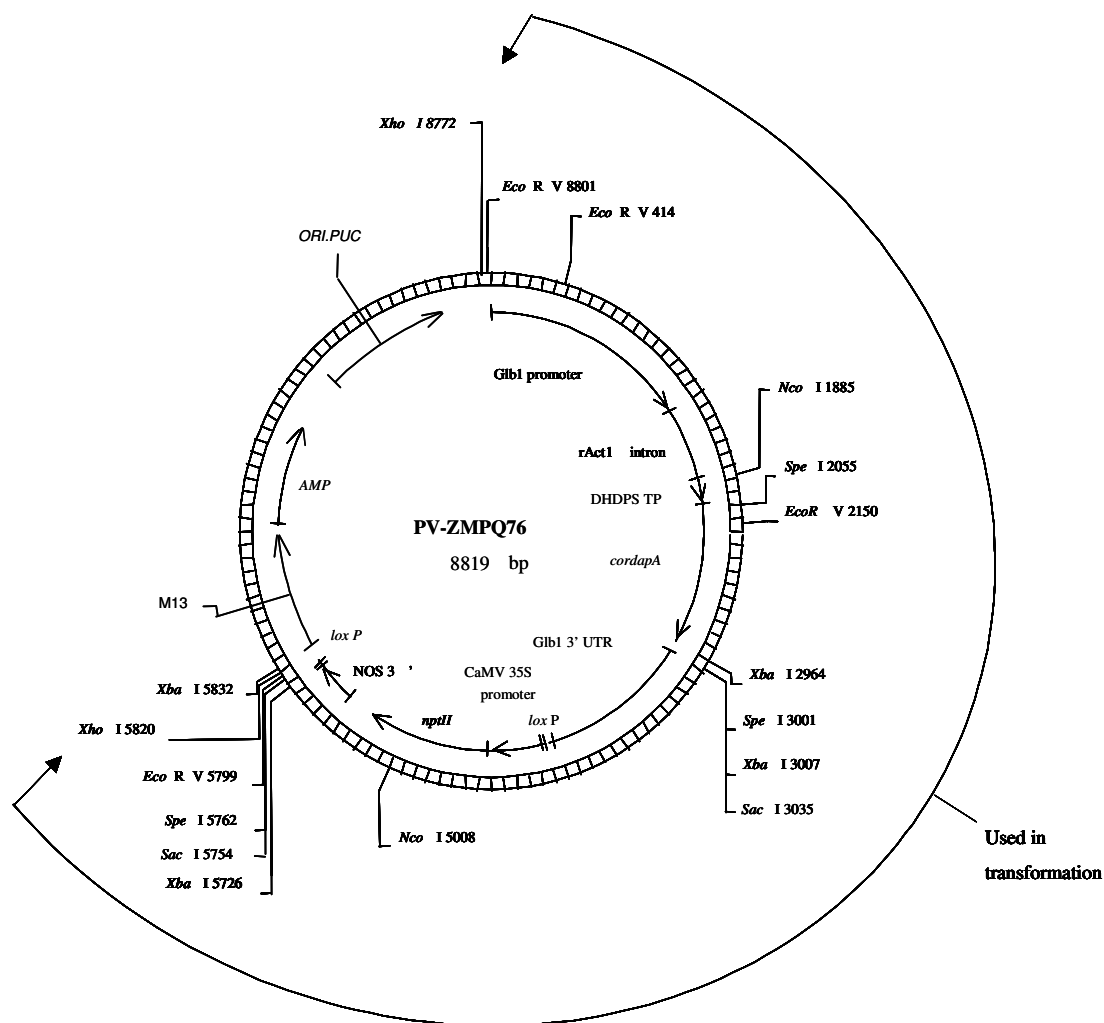 Xho I 8772
Eco R V 8801
Eco R V 414
ORI.PUC
Glb1 promoter
Nco I 1885
rAct1 intron
Spe I 2055
AMP
DHDPS TP
EcoR V 2150
PV-ZMPQ76
8819 bp
cordapA
M13
lox P
Glb1 3’ UTR
NOS 3 ’
CaMV 35S
promoter
Xba I 2964
Xba I 5832
nptII
lox P
Spe I 3001
Xho I 5820
Xba I 3007
Eco R V 5799
Sac I 3035
Spe I 5762
Nco I 5008
Used in
transformation
Sac I 5754
Xba I 5726